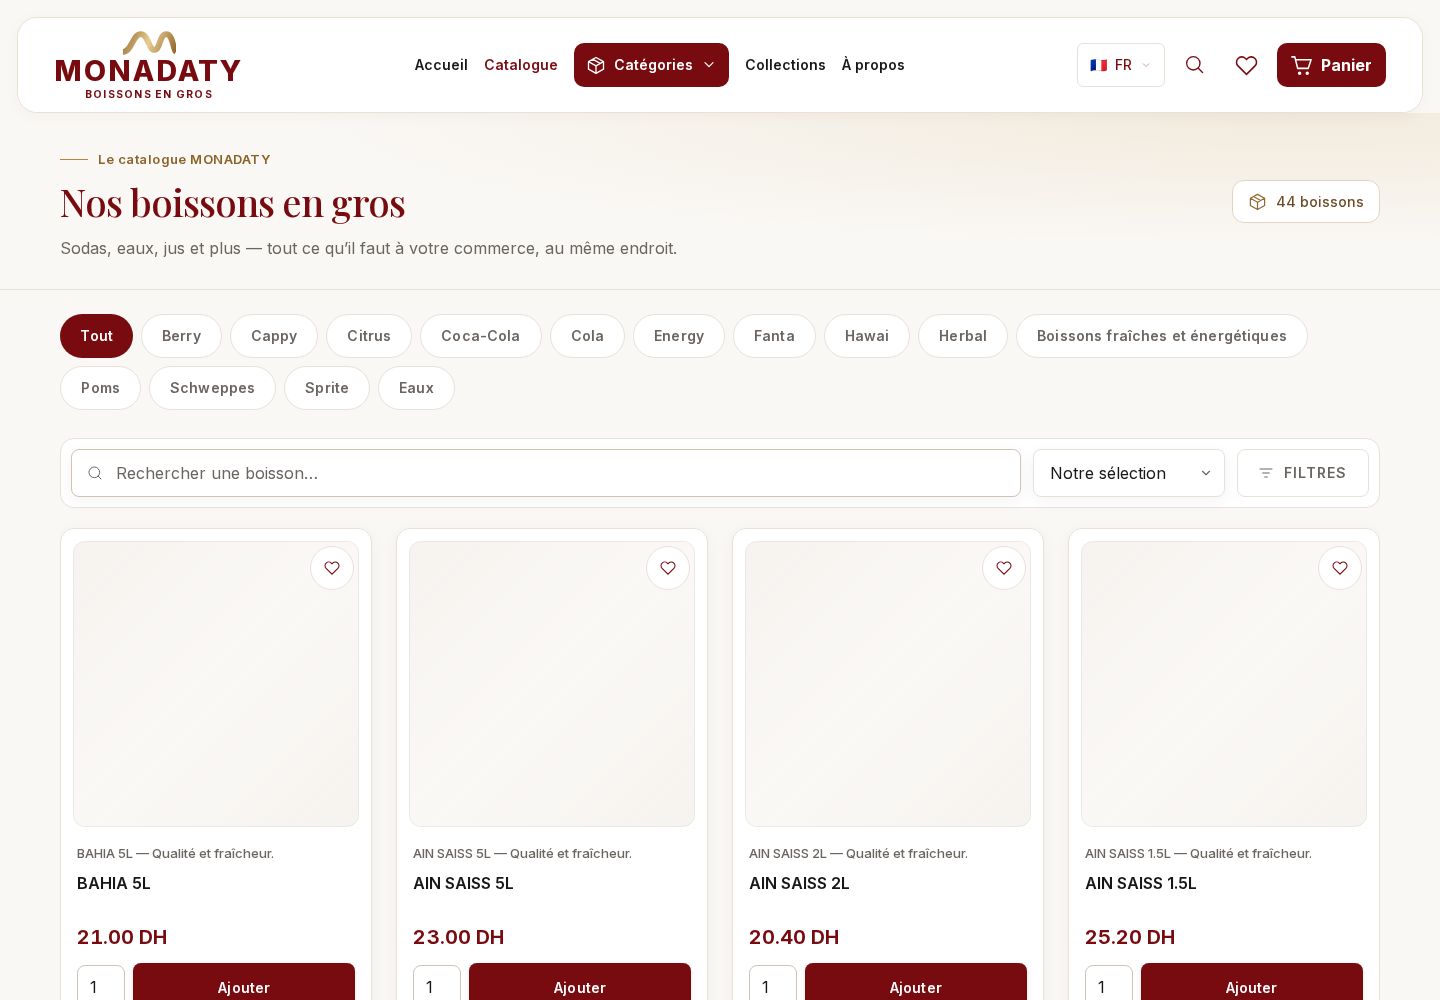 MONADATY
BOISSONS EN GROS
Accueil Catalogue Catégories Collections À propos
FR
Panier
Le catalogue MONADATY
Nos boissons en gros
44 boissons
Sodas, eaux, jus et plus — tout ce qu’il faut à votre commerce, au même endroit.
Tout Berry Cappy Citrus Coca-Cola Cola Energy Fanta Hawai Herbal Boissons fraîches et énergétiques
Poms Schweppes Sprite Eaux
Rechercher une boisson…
Notre sélection
FILTRES
BAHIA 5L — Qualité et fraîcheur.
BAHIA 5L
21.00 DH
1 Ajouter
AIN SAISS 5L — Qualité et fraîcheur.
AIN SAISS 5L
23.00 DH
1 Ajouter
AIN SAISS 2L — Qualité et fraîcheur.
AIN SAISS 2L
20.40 DH
1 Ajouter
AIN SAISS 1.5L — Qualité et fraîcheur.
AIN SAISS 1.5L
25.20 DH
1 Ajouter